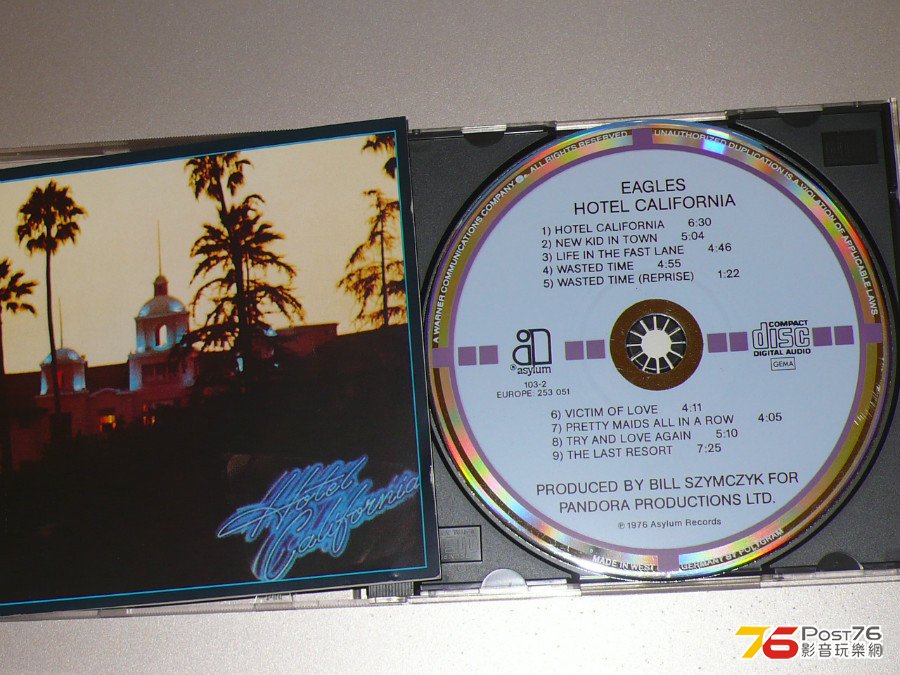 Hotel
California
A WARNER COMMUNICATIONS COMPANY ALL RIGHTS RESERVED UNAUTHORIZED DUPLICATION IS A VIOLATION OF APPLICABLE LAWS
EAGLES
HOTEL CALIFORNIA
1) HOTEL CALIFORNIA 6:30
2) NEW KID IN TOWN 5:04
3) LIFE IN THE FAST LANE 4:46
4) WASTED TIME 4:55
5) WASTED TIME (REPRISE) 1:22
asylum
103-2
EUROPE: 253 051
COMPACT
disc
DIGITAL AUDIO
GEMA
6) VICTIM OF LOVE 4:11
7) PRETTY MAIDS ALL IN A ROW 4:05
8) TRY AND LOVE AGAIN 5:10
9) THE LAST RESORT 7:25
PRODUCED BY BILL SZYMCZYK FOR
PANDORA PRODUCTIONS LTD.
℗ 1976 Asylum Records
MADE IN WEST GERMANY BY POLYGRAM
76 Post76
影音玩樂網